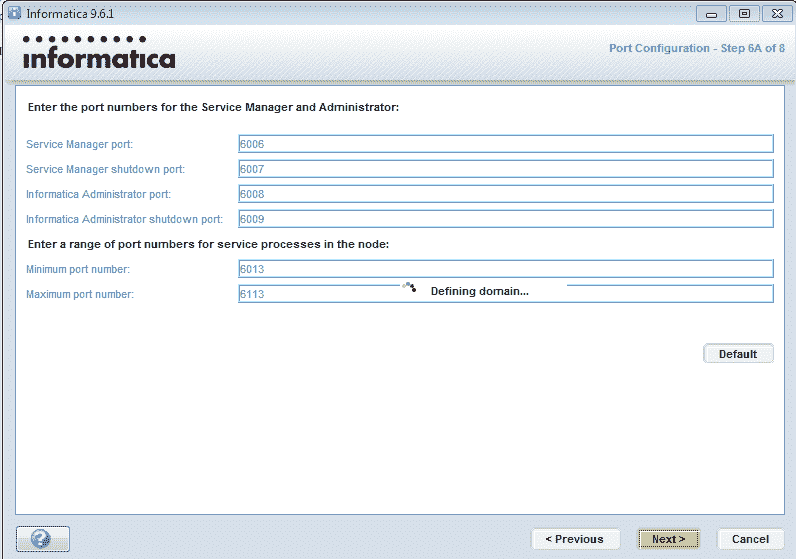 Informatica 9.6.1
informatica
Port Configuration - Step 6A of 8
Enter the port numbers for the Service Manager and Administrator:
Service Manager port: 6006
Service Manager shutdown port: 6007
Informatica Administrator port: 6008
Informatica Administrator shutdown port: 6009
Enter a range of port numbers for service processes in the node:
Minimum port number: 6013
Maximum port number: 6113
Defining domain...
Default
? < Previous Next > Cancel